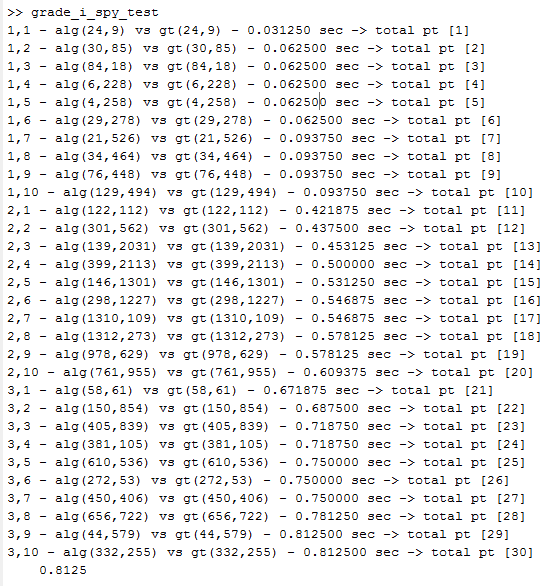 >> grade_i_spy_test
1,1 - alg(24,9) vs gt(24,9) - 0.031250 sec -> total pt [1]
1,2 - alg(30,85) vs gt(30,85) - 0.062500 sec -> total pt [2]
1,3 - alg(84,18) vs gt(84,18) - 0.062500 sec -> total pt [3]
1,4 - alg(6,228) vs gt(6,228) - 0.062500 sec -> total pt [4]
1,5 - alg(4,258) vs gt(4,258) - 0.062500 sec -> total pt [5]
1,6 - alg(29,278) vs gt(29,278) - 0.062500 sec -> total pt [6]
1,7 - alg(21,526) vs gt(21,526) - 0.093750 sec -> total pt [7]
1,8 - alg(34,464) vs gt(34,464) - 0.093750 sec -> total pt [8]
1,9 - alg(76,448) vs gt(76,448) - 0.093750 sec -> total pt [9]
1,10 - alg(129,494) vs gt(129,494) - 0.093750 sec -> total pt [10]
2,1 - alg(122,112) vs gt(122,112) - 0.421875 sec -> total pt [11]
2,2 - alg(301,562) vs gt(301,562) - 0.437500 sec -> total pt [12]
2,3 - alg(139,2031) vs gt(139,2031) - 0.453125 sec -> total pt [13]
2,4 - alg(399,2113) vs gt(399,2113) - 0.500000 sec -> total pt [14]
2,5 - alg(146,1301) vs gt(146,1301) - 0.531250 sec -> total pt [15]
2,6 - alg(298,1227) vs gt(298,1227) - 0.546875 sec -> total pt [16]
2,7 - alg(1310,109) vs gt(1310,109) - 0.546875 sec -> total pt [17]
2,8 - alg(1312,273) vs gt(1312,273) - 0.578125 sec -> total pt [18]
2,9 - alg(978,629) vs gt(978,629) - 0.578125 sec -> total pt [19]
2,10 - alg(761,955) vs gt(761,955) - 0.609375 sec -> total pt [20]
3,1 - alg(58,61) vs gt(58,61) - 0.671875 sec -> total pt [21]
3,2 - alg(150,854) vs gt(150,854) - 0.687500 sec -> total pt [22]
3,3 - alg(405,839) vs gt(405,839) - 0.718750 sec -> total pt [23]
3,4 - alg(381,105) vs gt(381,105) - 0.718750 sec -> total pt [24]
3,5 - alg(610,536) vs gt(610,536) - 0.750000 sec -> total pt [25]
3,6 - alg(272,53) vs gt(272,53) - 0.750000 sec -> total pt [26]
3,7 - alg(450,406) vs gt(450,406) - 0.750000 sec -> total pt [27]
3,8 - alg(656,722) vs gt(656,722) - 0.781250 sec -> total pt [28]
3,9 - alg(44,579) vs gt(44,579) - 0.812500 sec -> total pt [29]
3,10 - alg(332,255) vs gt(332,255) - 0.812500 sec -> total pt [30]
0.8125